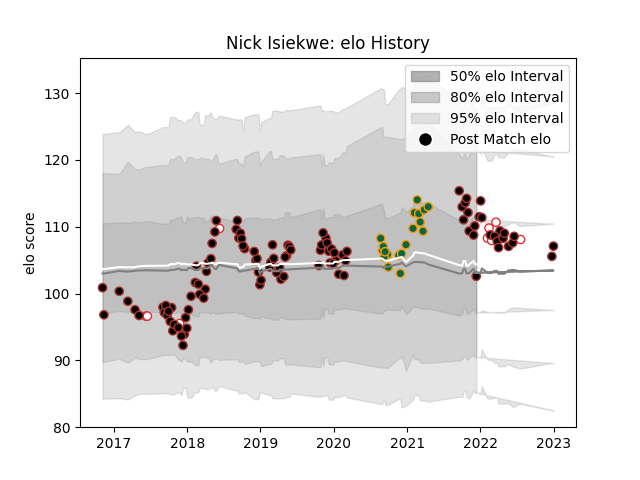 Nick Isiekwe: elo History
50% elo Interval
80% elo Interval
95% elo Interval
Post Match elo
elo score
130
120
110
100
90
80
2017 2018 2019 2020 2021 2022 2023